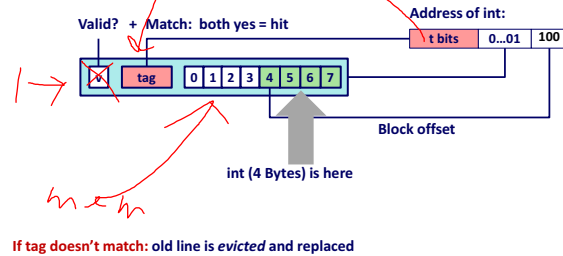 Address of int:
Valid? + Match: both yes = hit
t bits 0...01 100
v tag 0 1 2 3 4 5 6 7
1
Block offset
int (4 Bytes) is here
mem
If tag doesn't match: old line is evicted and replaced